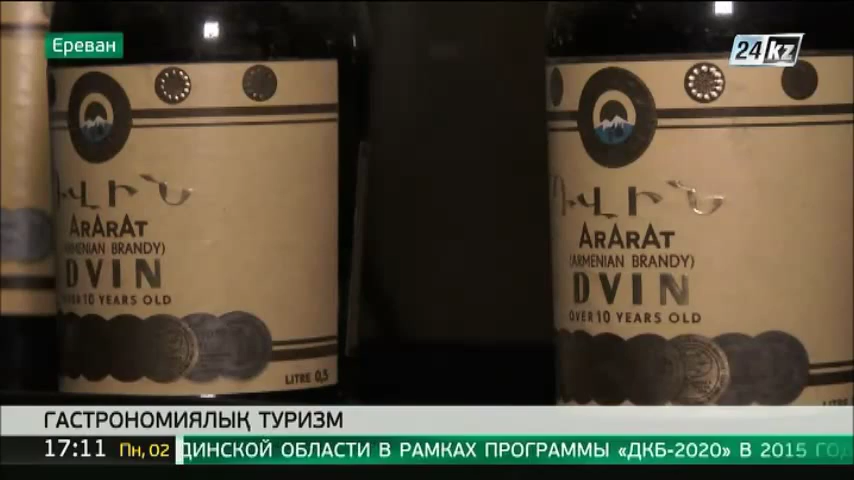 Ереван
24kz
ԴՎԻՆ
ARARAT
(ARMENIAN BRANDY)
DVIN
OVER 10 YEARS OLD
LITRE 0,5
ԴՎԻՆ
ARARAT
(ARMENIAN BRANDY)
DVIN
OVER 10 YEARS OLD
ГАСТРОНОМИЯЛЫҚ ТУРИЗМ
17:11 Пн, 02 ДИНСКОЙ ОБЛАСТИ В РАМКАХ ПРОГРАММЫ «ДКБ-2020» В 2015 ГОД